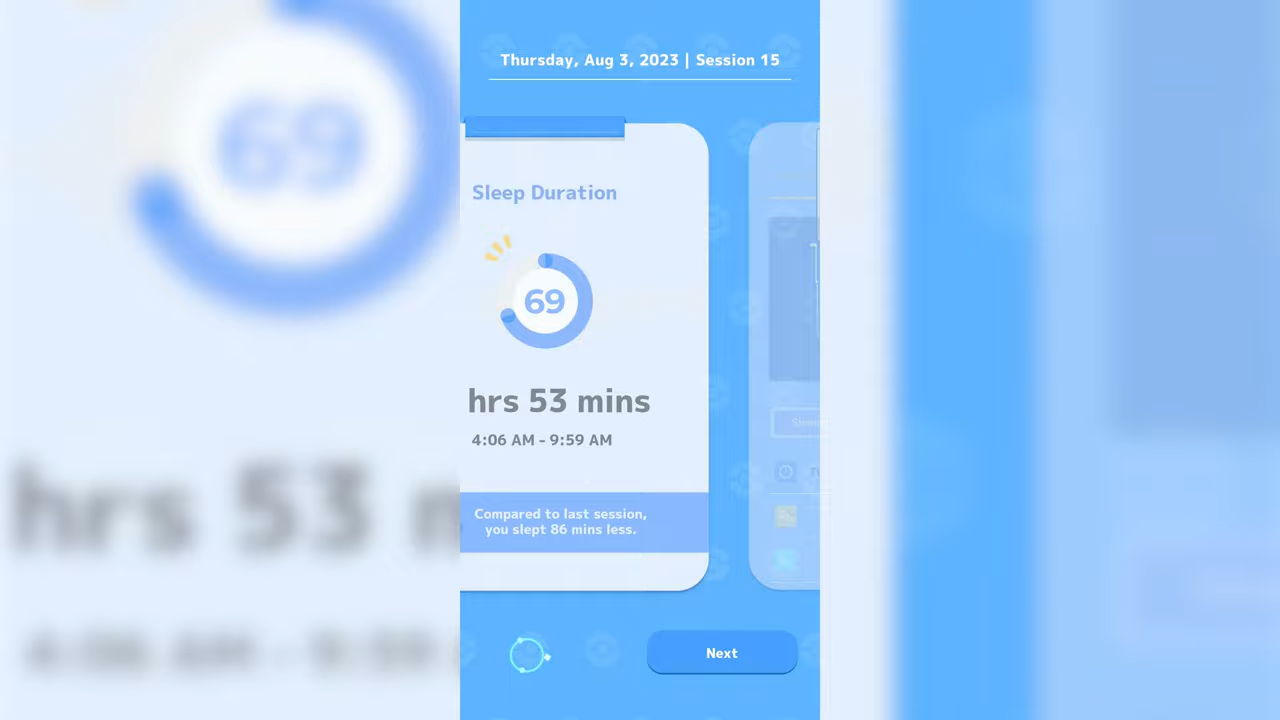 Thursday, Aug 3, 2023 | Session 15
Sleep Duration
69
hrs 53 mins
4:06 AM - 9:59 AM
Compared to last session,
you slept 86 mins less.
Next